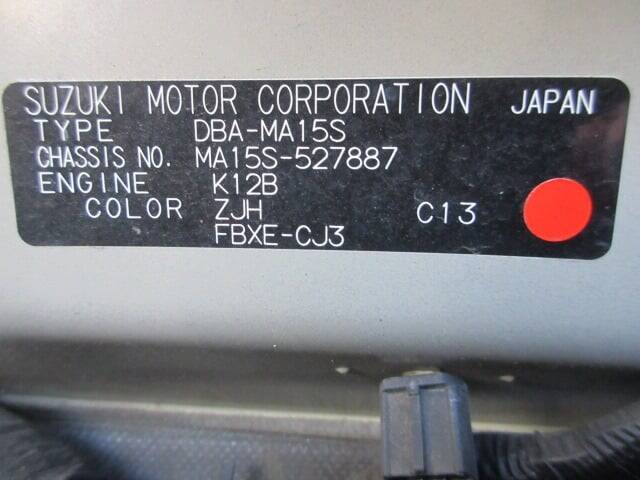 SUZUKI MOTOR CORPORATION JAPAN
TYPE DBA-MA15S
CHASSIS NO. MA15S-527887
ENGINE K12B
COLOR ZJH C13
FBXE-CJ3